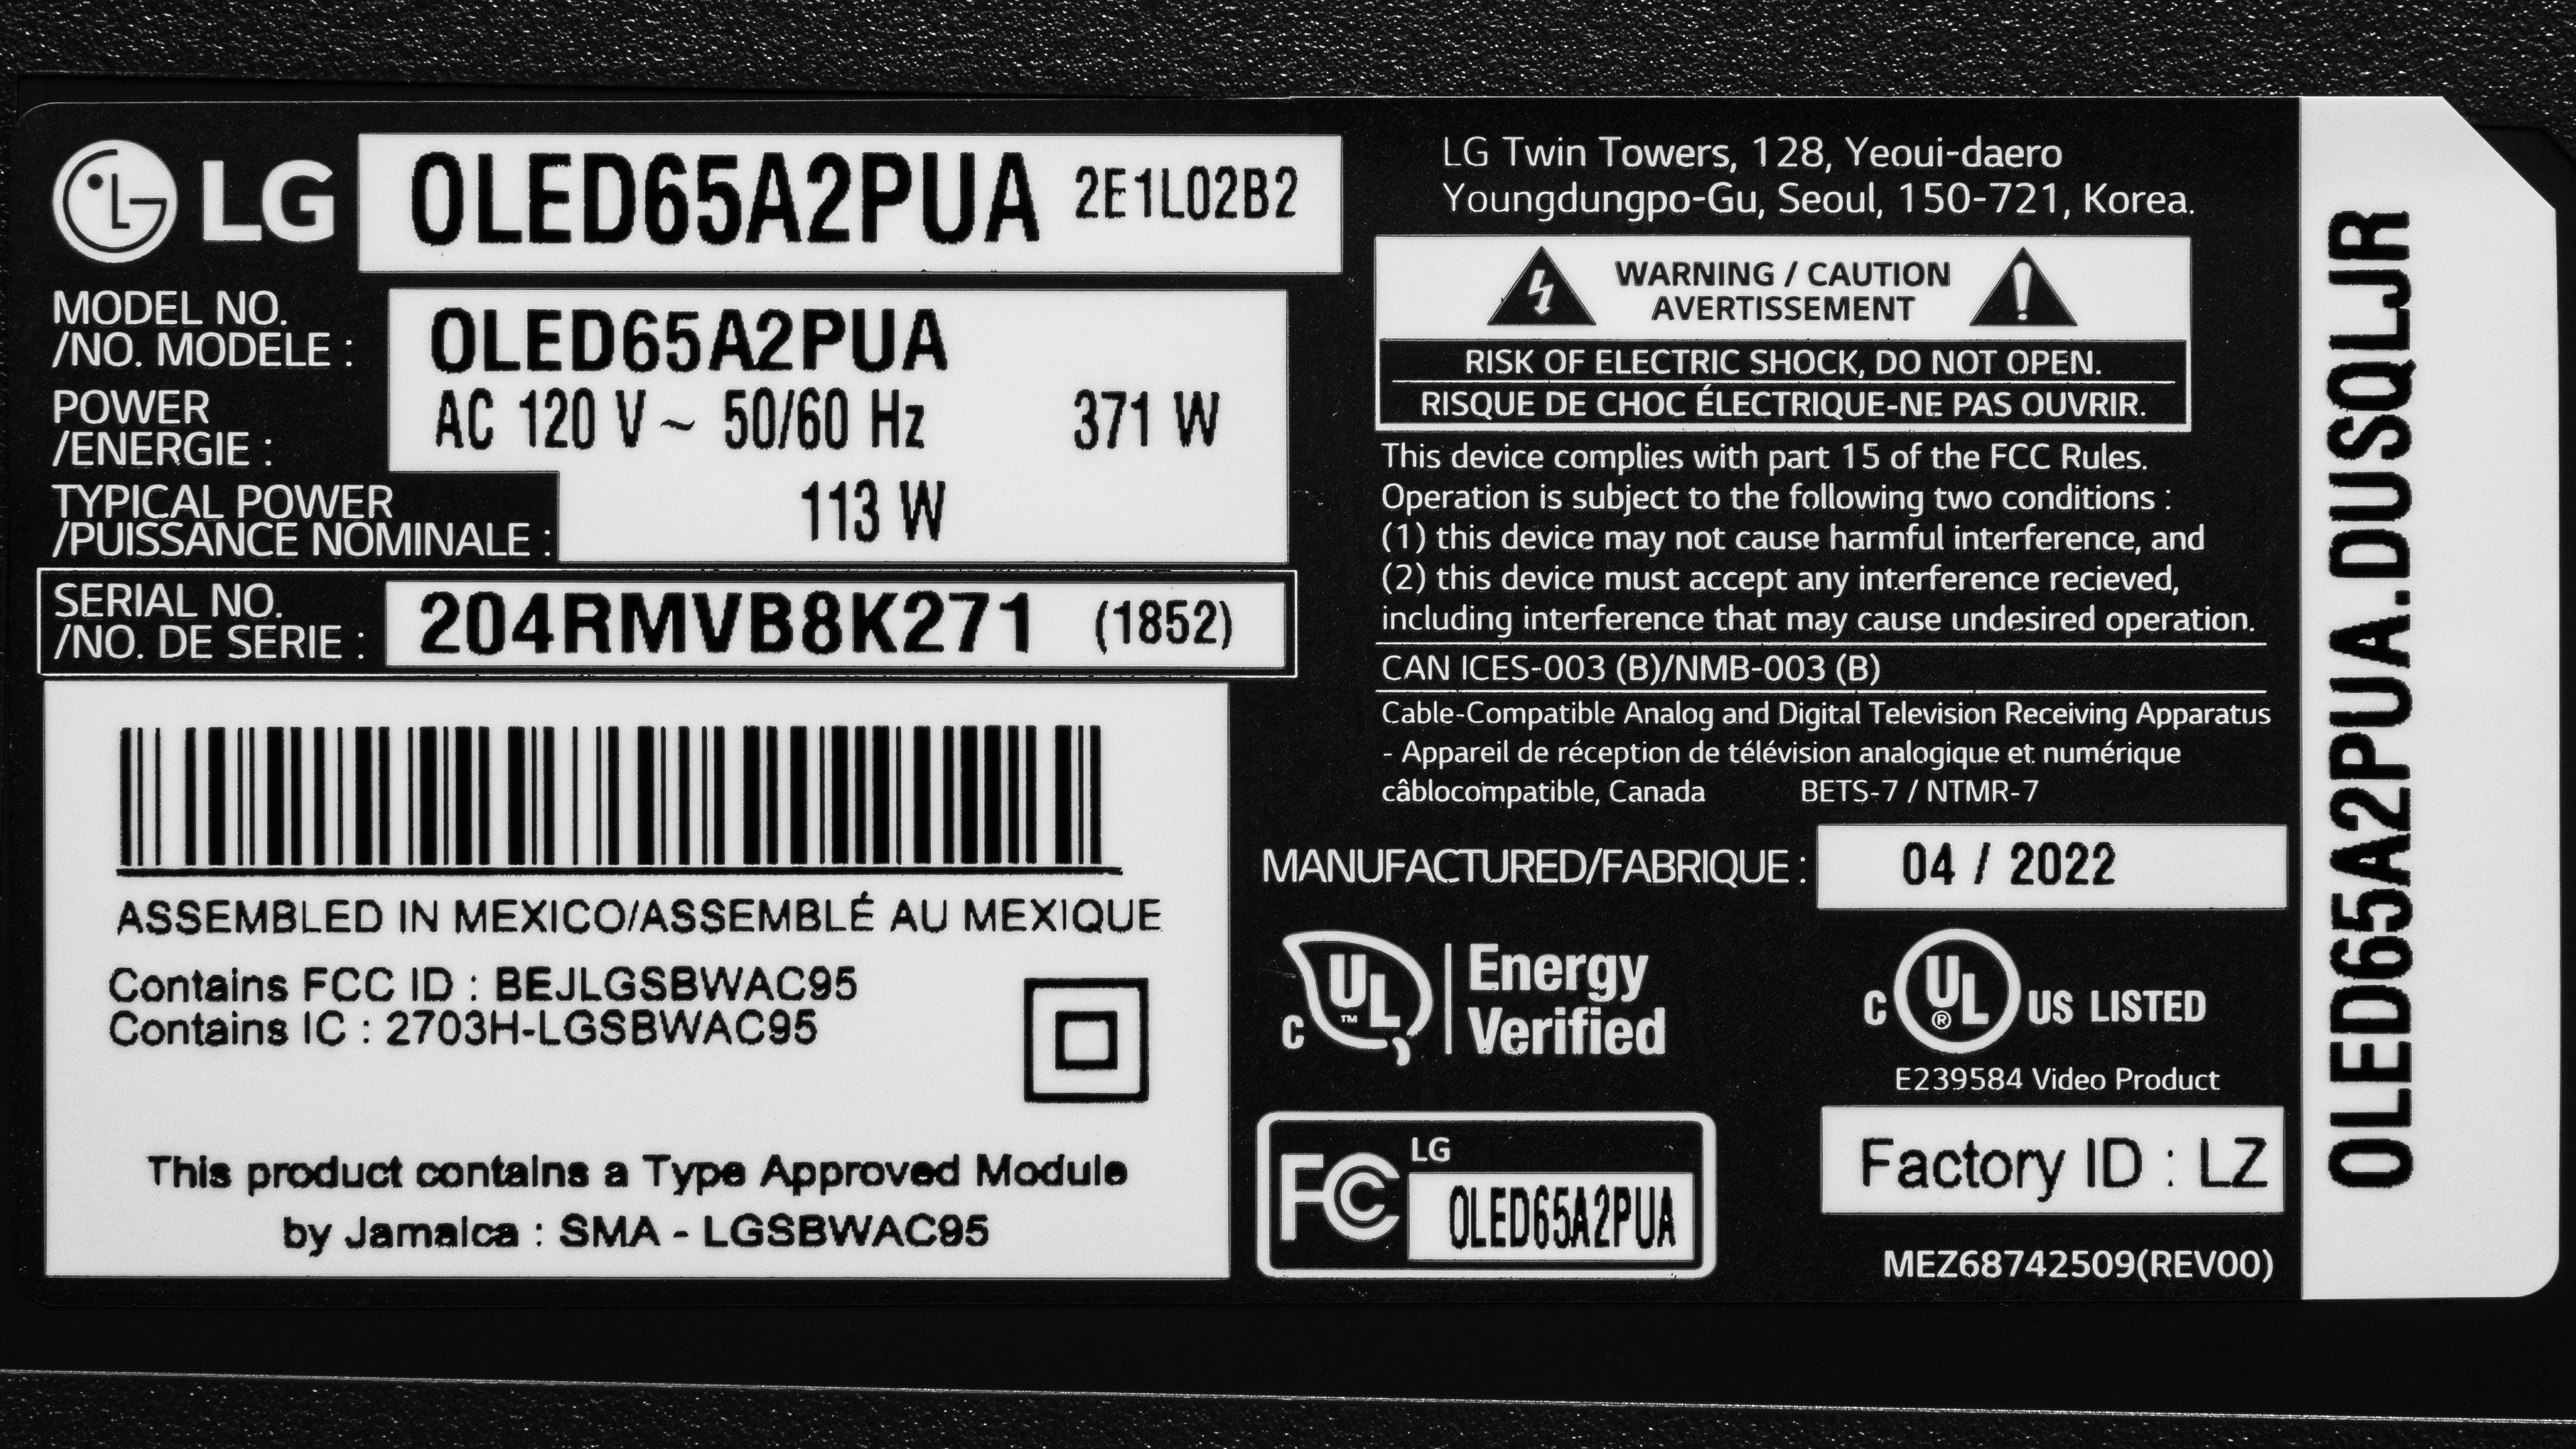 LG OLED65A2PUA 2E1L02B2
MODEL NO.
/NO. MODELE : OLED65A2PUA
POWER
/ENERGIE : AC 120 V ~ 50/60 Hz 371 W
TYPICAL POWER
/PUISSANCE NOMINALE : 113 W
SERIAL NO.
/NO. DE SERIE : 204RMVB8K271 (1852)
ASSEMBLED IN MEXICO/ASSEMBLÉ AU MEXIQUE
Contains FCC ID : BEJLGSBWAC95
Contains IC : 2703H-LGSBWAC95
This product contains a Type Approved Module
by Jamaica : SMA - LGSBWAC95
LG Twin Towers, 128, Yeoui-daero
Youngdungpo-Gu, Seoul, 150-721, Korea.
WARNING / CAUTION
AVERTISSEMENT
RISK OF ELECTRIC SHOCK, DO NOT OPEN.
RISQUE DE CHOC ÉLECTRIQUE-NE PAS OUVRIR.
This device complies with part 15 of the FCC Rules.
Operation is subject to the following two conditions :
(1) this device may not cause harmful interference, and
(2) this device must accept any interference recieved,
including interference that may cause undesired operation.
CAN ICES-003 (B)/NMB-003 (B)
Cable-Compatible Analog and Digital Television Receiving Apparatus
- Appareil de réception de télévision analogique et numérique
câblocompatible, Canada BETS-7 / NTMR-7
MANUFACTURED/FABRIQUE : 04 / 2022
C UL ™ Energy
Verified
C UL ® US LISTED
E239584 Video Product
FC LG
OLED65A2PUA
Factory ID : LZ
MEZ68742509(REV00)
OLED65A2PUA.DUSQLJR